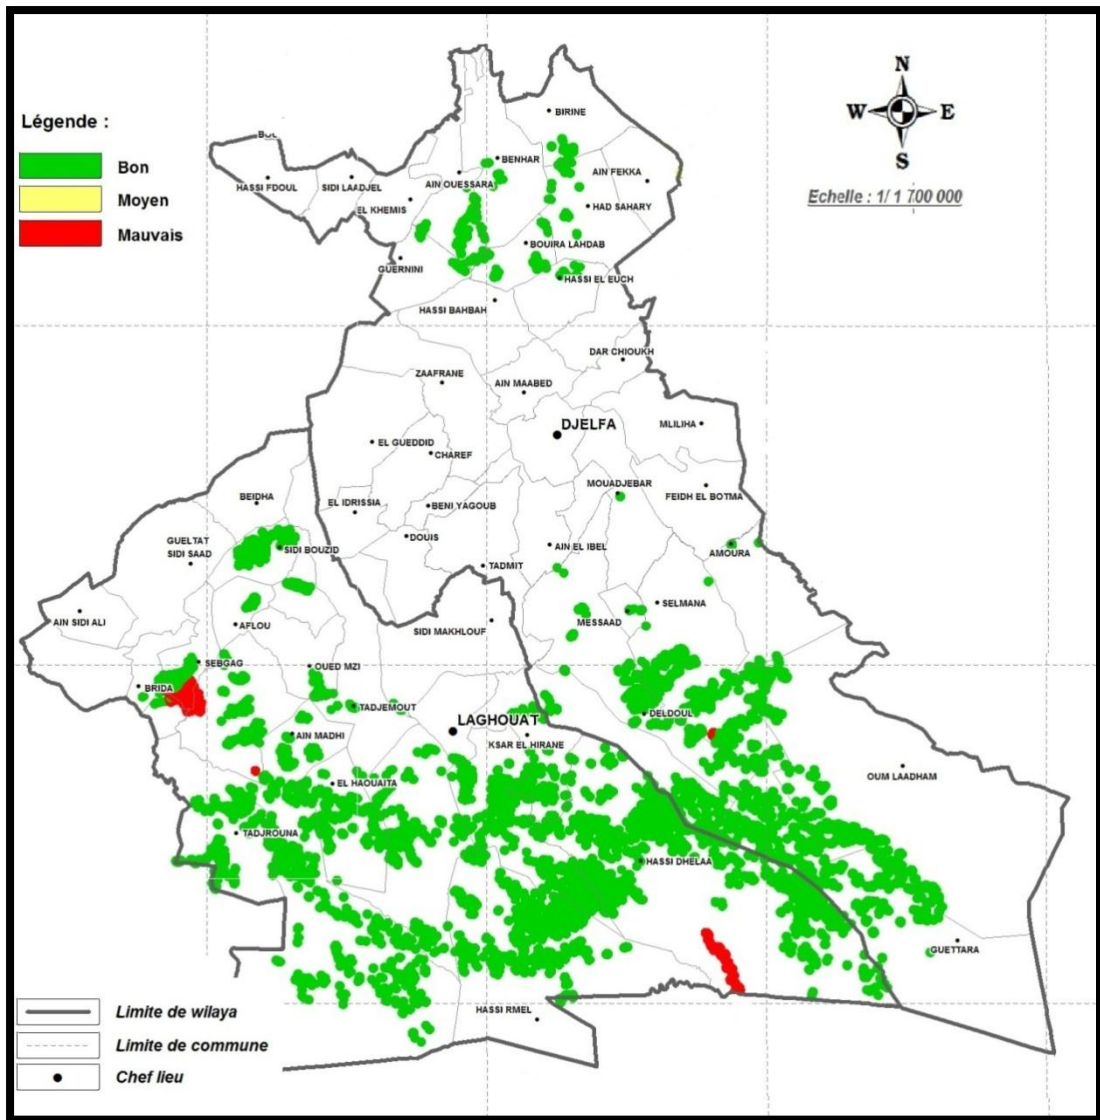 N
W E
S
Echelle : 1/ 1 700 000
Légende :
Bon
Moyen
Mauvais
BIRINE
BENHAR
AIN FEKKA
HASSI FDOUL
SIDI LAADJEL
AIN OUESSARA
EL KHEMIS
HAD SAHARY
BOUIRA LAHDAB
GUERNINI
HASSI EL EUCH
HASSI BAHBAH
DAR CHIOUKH
ZAAFRANE
AIN MAABED
DJELFA
MLILIHA
EL GUEDDID
CHAREF
MOUADJEBAR
FEIDH EL BOTMA
BEIDHA
EL IDRISSIA
BENI YAGOUB
GUELTAT
SIDI SAAD
SIDI BOUZID
DOUIS
AIN EL IBEL
AMOURA
TADMIT
AIN SIDI ALI
AFLOU
SIDI MAKHLOUF
MESSAAD
SELMANA
SEBGAG
OUED MZI
BRIDA
TADJEMOUT
LAGHOUAT
DELDOUL
AIN MADHI
KSAR EL HIRANE
OUM LAADHAM
EL HAOUAITA
TADJROUNA
HASSI DHELAA
GUETTARA
HASSI RMEL
Limite de wilaya
Limite de commune
Chef lieu